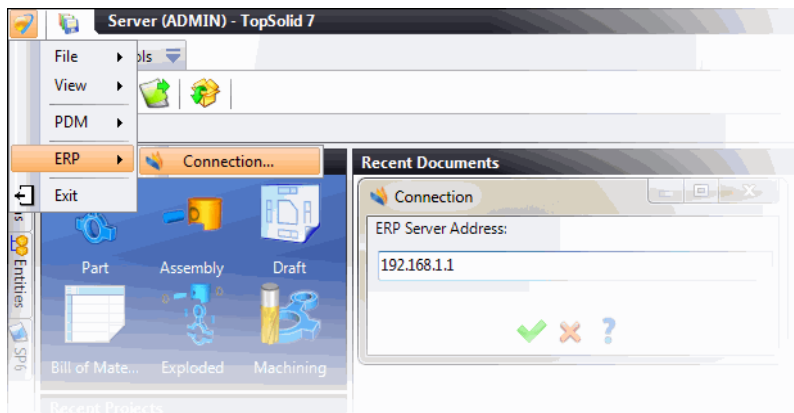 Server (ADMIN) - TopSolid 7
File
ols
View
PDM
ERP
Connection...
Exit
Recent Documents
Connection
ERP Server Address:
192.168.1.1
Part
Assembly
Draft
Entities
SP6
Bill of Mate...
Exploded
Machining
Recent Projects